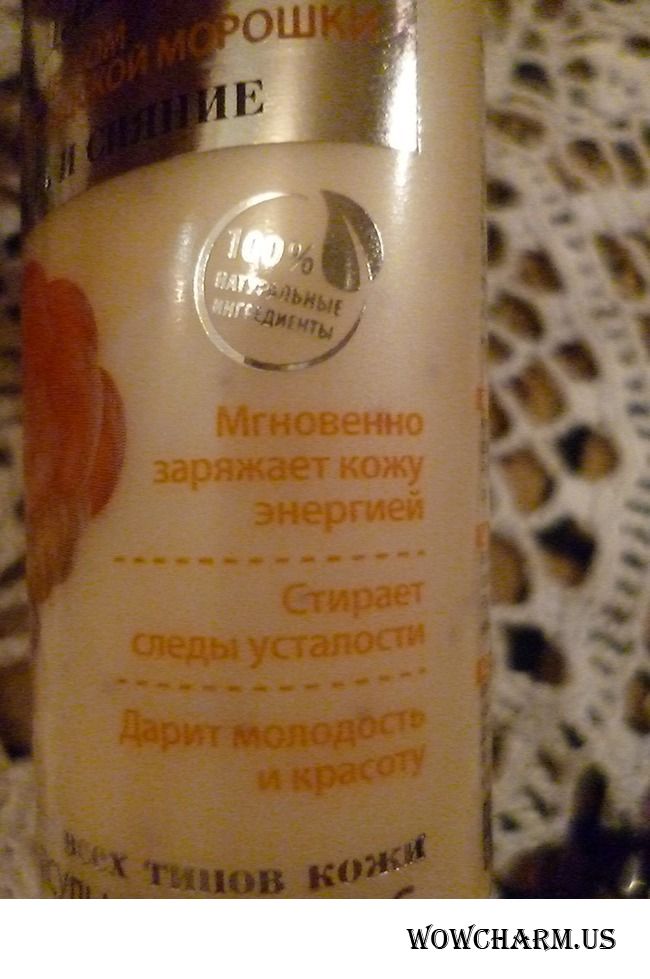 МОРОШКИ
И СИЯНИЕ
100%
НАТУРАЛЬНЫЕ
ИНГРЕДИЕНТЫ
Мгновенно
заряжает кожу
энергией
Стирает
следы усталости
Дарит молодость
и красоту
всех типов кожи
WOWCHARM.US